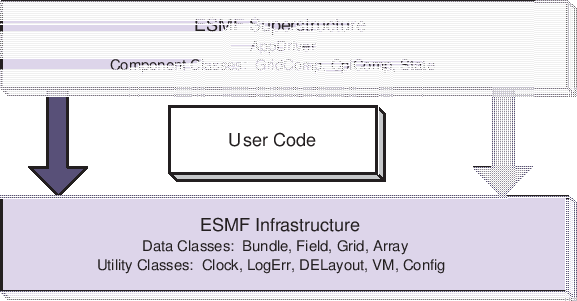 ESMF Superstructure
AppDriver
Component Classes: GridComp, CplComp, State
User Code
ESMF Infrastructure
Data Classes: Bundle, Field, Grid, Array
Utility Classes: Clock, LogErr, DELayout, VM, Config